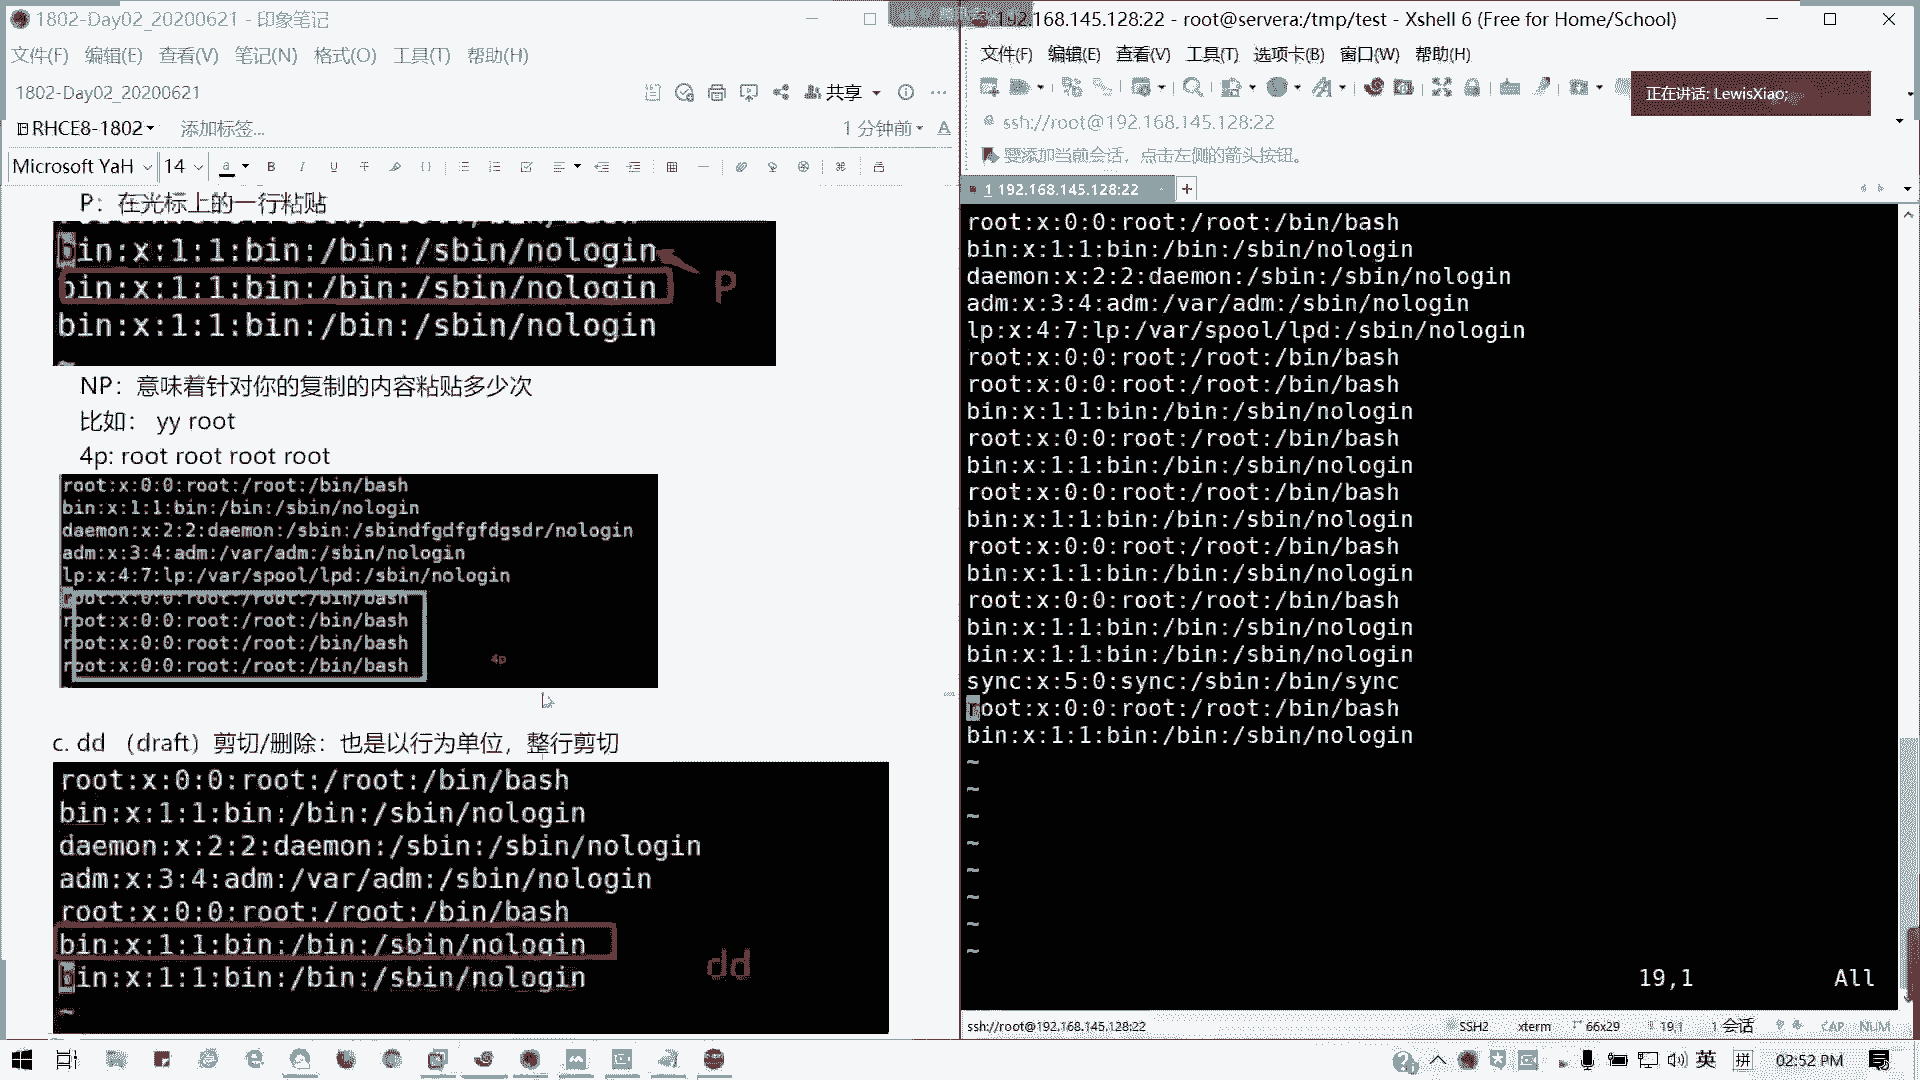 1802-Day02_20200621 - 印象笔记
文件(F) 编辑(E) 查看(V) 笔记(N) 格式(O) 工具(T) 帮助(H)
1802-Day02_20200621
共享
RHCE8-1802
添加标签...
1 分钟前
Microsoft YaH
14
P：在光标上的一行粘贴
bin:x:1:1:bin:/bin:/sbin/nologin
bin:x:1:1:bin:/bin:/sbin/nologin
P
bin:x:1:1:bin:/bin:/sbin/nologin
NP：意味着针对你的复制的内容粘贴多少次
比如： yy root
4p: root root root root
root:x:0:0:root:/root:/bin/bash
bin:x:1:1:bin:/bin:/sbin/nologin
daemon:x:2:2:daemon:/sbin:/sbindfgdfgfdgsdr/nologin
adm:x:3:4:adm:/var/adm:/sbin/nologin
lp:x:4:7:lp:/var/spool/lpd:/sbin/nologin
root:x:0:0:root:/root:/bin/bash
root:x:0:0:root:/root:/bin/bash
root:x:0:0:root:/root:/bin/bash
4p
root:x:0:0:root:/root:/bin/bash
c. dd （draft）剪切/删除：也是以行为单位，整行剪切
root:x:0:0:root:/root:/bin/bash
bin:x:1:1:bin:/bin:/sbin/nologin
daemon:x:2:2:daemon:/sbin:/sbin/nologin
adm:x:3:4:adm:/var/adm:/sbin/nologin
root:x:0:0:root:/root:/bin/bash
bin:x:1:1:bin:/bin:/sbin/nologin
dd
bin:x:1:1:bin:/bin:/sbin/nologin
~
192.168.145.128:22 - root@servera:/tmp/test - Xshell 6 (Free for Home/School)
文件(F) 编辑(E) 查看(V) 工具(T) 选项卡(B) 窗口(W) 帮助(H)
正在讲话: LewisXiao;
ssh://root@192.168.145.128:22
要添加当前会话，点击左侧的箭头按钮。
1 192.168.145.128:22
root:x:0:0:root:/root:/bin/bash
bin:x:1:1:bin:/bin:/sbin/nologin
daemon:x:2:2:daemon:/sbin:/sbin/nologin
adm:x:3:4:adm:/var/adm:/sbin/nologin
lp:x:4:7:lp:/var/spool/lpd:/sbin/nologin
root:x:0:0:root:/root:/bin/bash
root:x:0:0:root:/root:/bin/bash
bin:x:1:1:bin:/bin:/sbin/nologin
root:x:0:0:root:/root:/bin/bash
bin:x:1:1:bin:/bin:/sbin/nologin
root:x:0:0:root:/root:/bin/bash
bin:x:1:1:bin:/bin:/sbin/nologin
root:x:0:0:root:/root:/bin/bash
bin:x:1:1:bin:/bin:/sbin/nologin
root:x:0:0:root:/root:/bin/bash
bin:x:1:1:bin:/bin:/sbin/nologin
bin:x:1:1:bin:/bin:/sbin/nologin
sync:x:5:0:sync:/sbin:/bin/sync
root:x:0:0:root:/root:/bin/bash
bin:x:1:1:bin:/bin:/sbin/nologin
~
~
~
~
~
~
~
~
19,1 All
ssh://root@192.168.145.128:22 SSH2 xterm 66x29 19,1 1 会话 CAP NUM
英 拼 02:52 PM